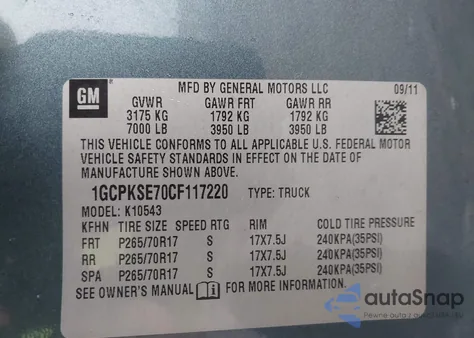 GM
MFD BY GENERAL MOTORS LLC 09/11
GVWR GAWR FRT GAWR RR
3175 KG 1792 KG 1792 KG
7000 LB 3950 LB 3950 LB
THIS VEHICLE CONFORMS TO ALL APPLICABLE U.S. FEDERAL MOTOR
VEHICLE SAFETY STANDARDS IN EFFECT ON THE DATE OF
MANUFACTURE SHOWN ABOVE.
1GCPKSE70CF117220 TYPE: TRUCK
MODEL: K10543
KFHN TIRE SIZE SPEED RTG RIM COLD TIRE PRESSURE
FRT P265/70R17 S 17X7.5J 240KPA(35PSI)
RR P265/70R17 S 17X7.5J 240KPA(35PSI)
SPA P265/70R17 S 17X7.5J 240KPA(35PSI)
SEE OWNER'S MANUAL i FOR MORE INFORMATION.
autaSnap
Pewne auta z aukcji